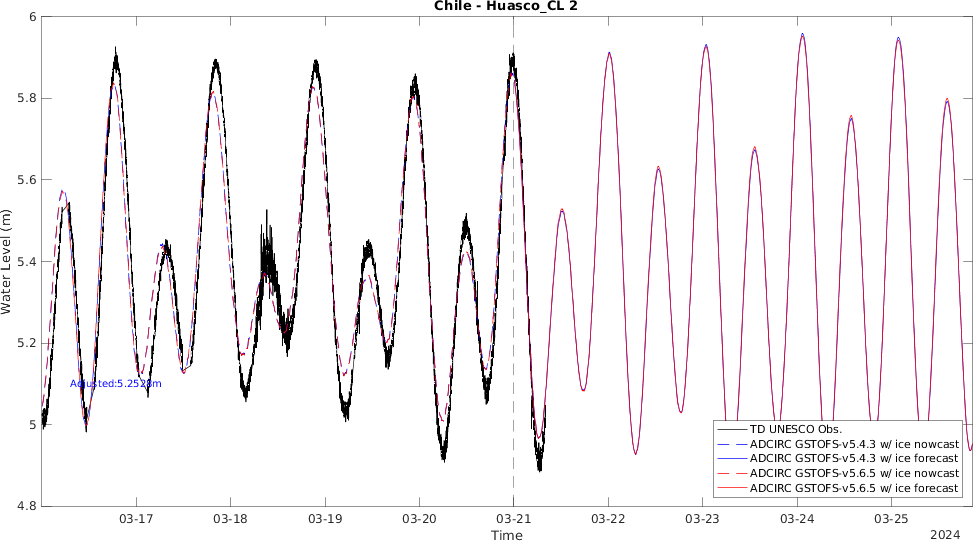 Chile - Huasco_CL 2
6
5.8
5.6
5.4
5.2
5
4.8
Water Level (m)
Adjusted:5.2528m
TD UNESCO Obs.
ADCIRC GSTOFS-v5.4.3 w/ ice nowcast
ADCIRC GSTOFS-v5.4.3 w/ ice forecast
ADCIRC GSTOFS-v5.6.5 w/ ice nowcast
ADCIRC GSTOFS-v5.6.5 w/ ice forecast
03-17 03-18 03-19 03-20 03-21 03-22 03-23 03-24 03-25
Time
2024